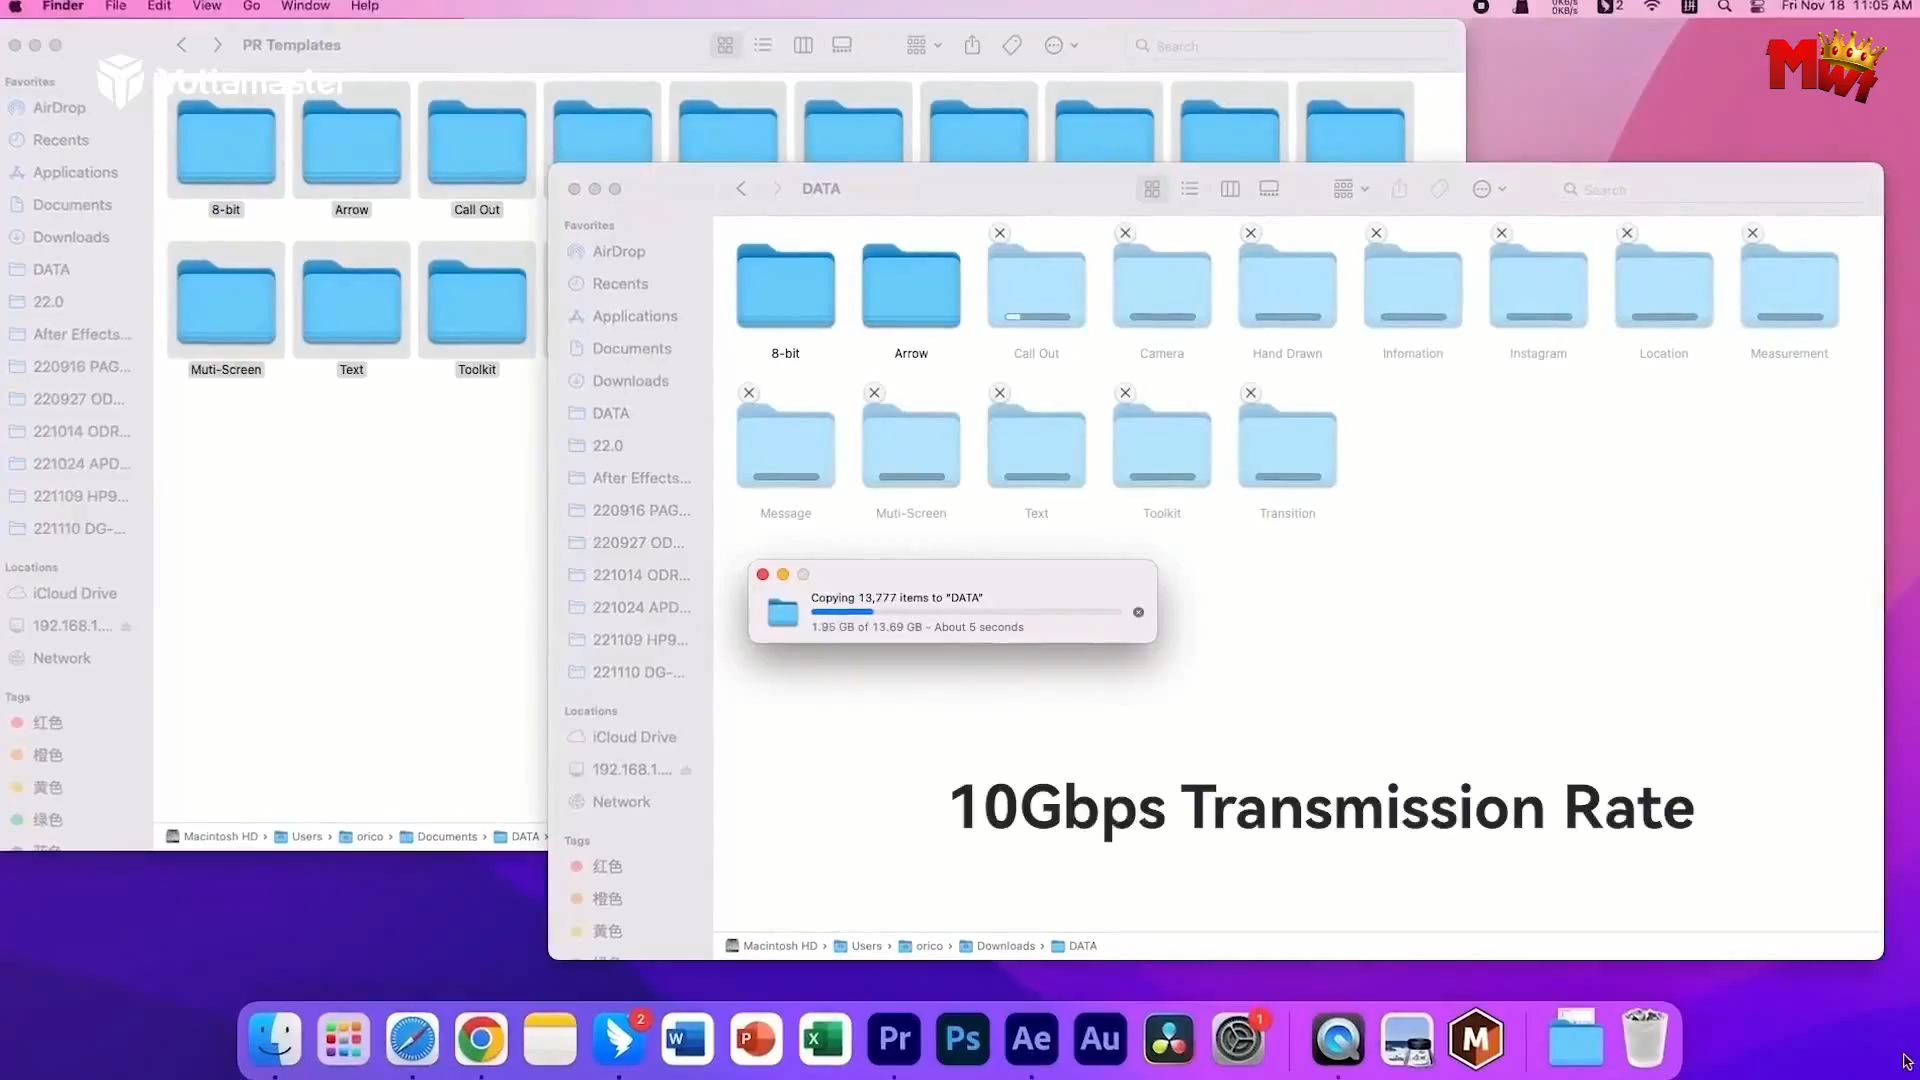 Finder File Edit View Go Window Help
0KB/s
0KB/s
2
Fri Nov 18 11:05 AM
PR Templates
Search
MWT
Favorites
AirDrop
Recents
Applications
Documents
Downloads
DATA
22.0
After Effects...
220916 PAG...
220927 OD...
221014 ODR...
221024 APD...
221109 HP9...
221110 DG-...
Locations
iCloud Drive
192.168.1....
Network
Tags
红色
橙色
黄色
绿色
8-bit Arrow Call Out
Muti-Screen Text Toolkit
Macintosh HD › Users › orico › Documents › DATA ›
DATA
Search
Favorites
AirDrop
Recents
Applications
Documents
Downloads
DATA
22.0
After Effects...
220916 PAG...
220927 OD...
221014 ODR...
221024 APD...
221109 HP9...
221110 DG-...
Locations
iCloud Drive
192.168.1....
Network
Tags
红色
橙色
黄色
8-bit Arrow Call Out Camera Hand Drawn Infomation Instagram Location Measurement
Message Muti-Screen Text Toolkit Transition
Copying 13,777 items to "DATA"
1.95 GB of 13.69 GB - About 5 seconds
10Gbps Transmission Rate
Macintosh HD › Users › orico › Downloads › DATA
2 W P X Pr Ps Ae Au 1 M